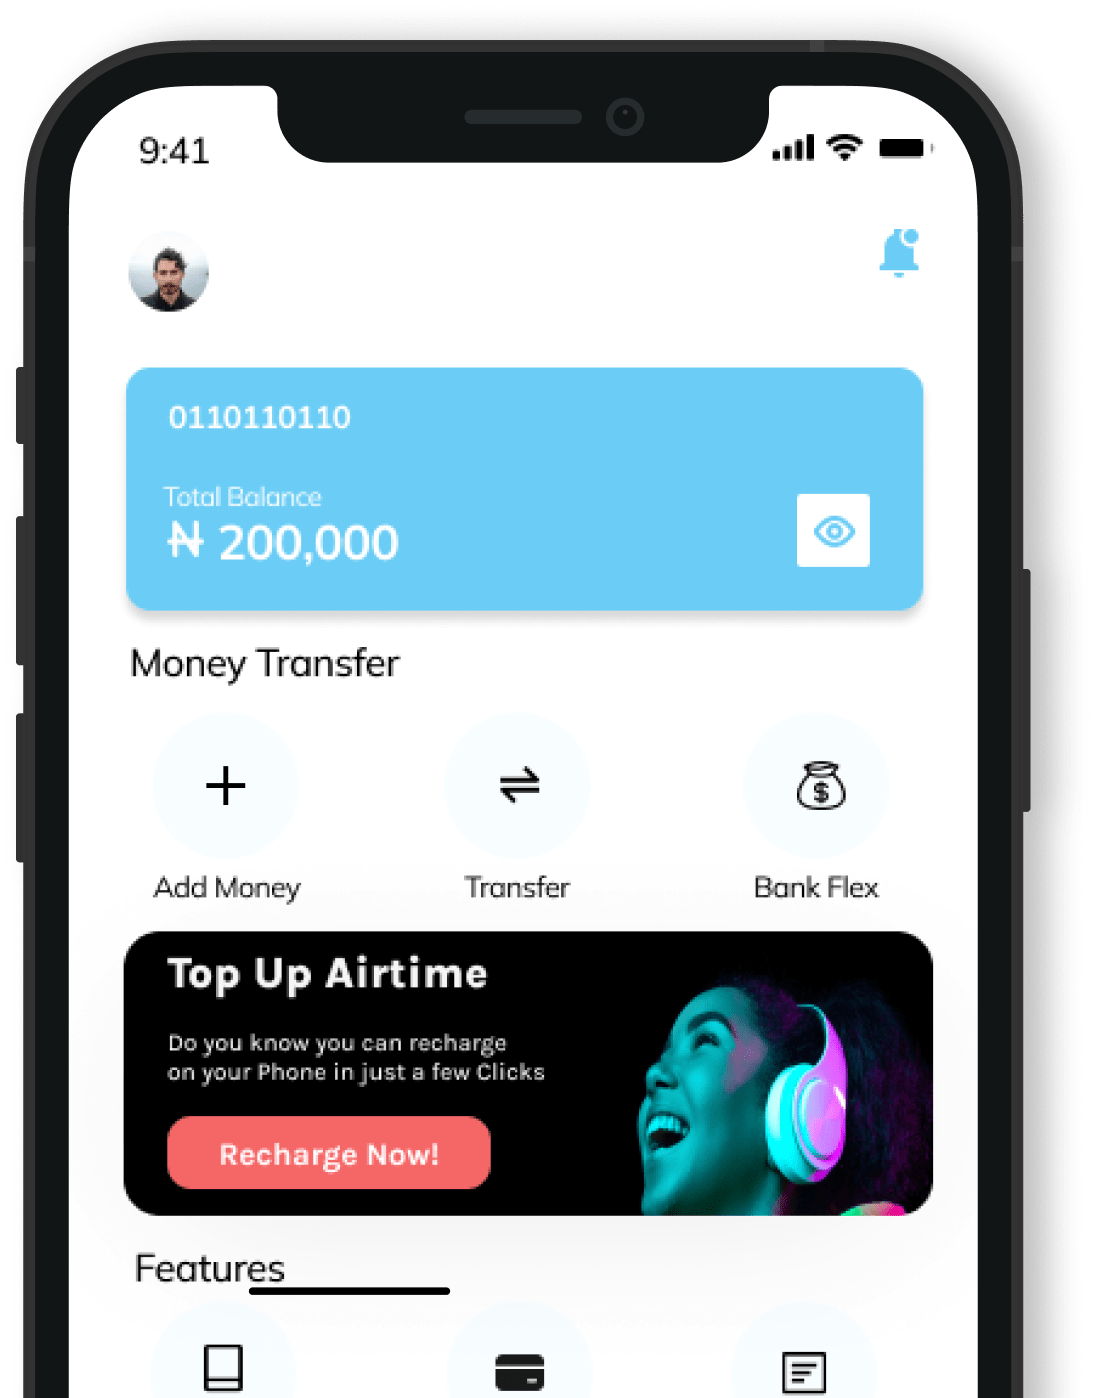 9:41
0110110110
Total Balance
₦ 200,000
Money Transfer
Add Money
Transfer
Bank Flex
Top Up Airtime
Do you know you can recharge
on your Phone in just a few Clicks
Recharge Now!
Features